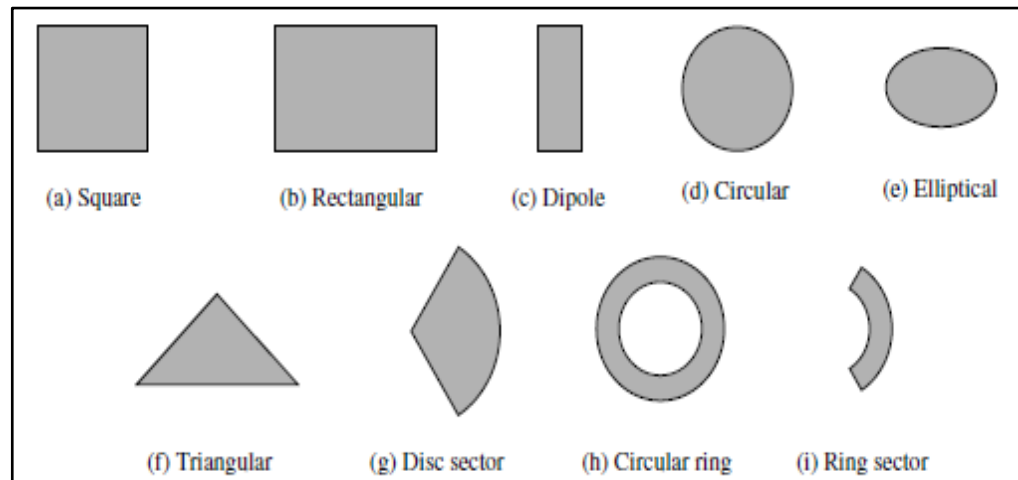 (a) Square
(b) Rectangular
(c) Dipole
(d) Circular
(e) Elliptical
(f) Triangular
(g) Disc sector
(h) Circular ring
(i) Ring sector